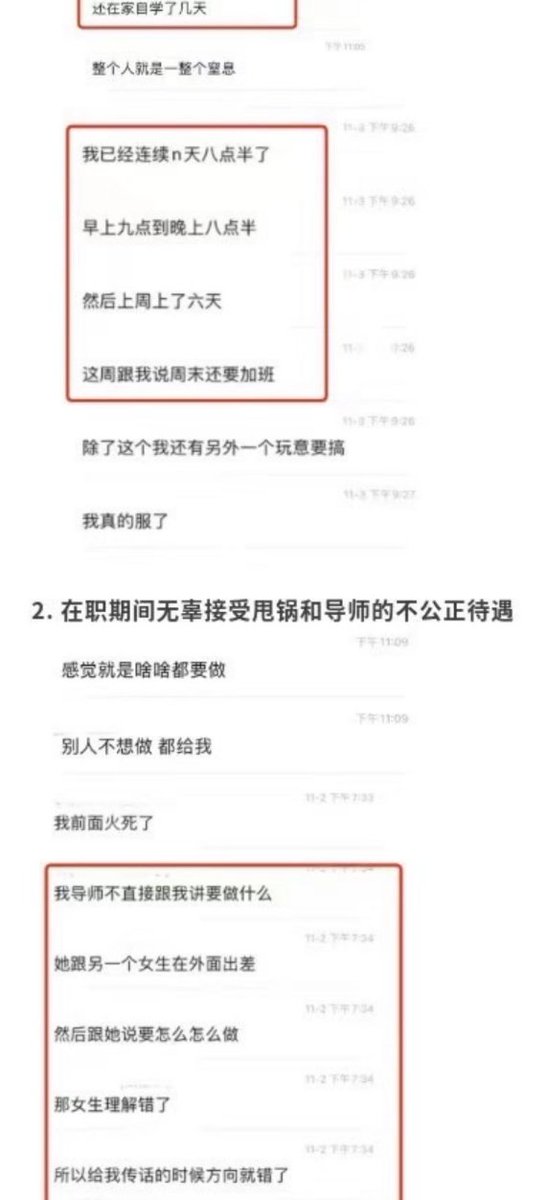 还在家自学了几天
下午11:05
整个人就是一整个窒息
11-3 下午9:26
我已经连续n天八点半了
11-3 下午9:26
早上九点到晚上八点半
11-3 下午9:26
然后上周上了六天
11-
9:26
这周跟我说周末还要加班
11-3 下午9:26
除了这个我还有另外一个玩意要搞
11-3 下午9:27
我真的服了
2. 在职期间无辜接受甩锅和导师的不公正待遇
下午11:09
感觉就是啥啥都要做
下午11:09
别人不想做 都给我
11-2 下午7:33
我前面火死了
11-2 下午7:34
我导师不直接跟我讲要做什么
11-2 下午7:34
她跟另一个女生在外面出差
11-2 下午7:34
然后跟她说要怎么怎么做
11-2 下午7:34
那女生理解错了
11-2 下午7:34
所以给我传话的时候方向就错了